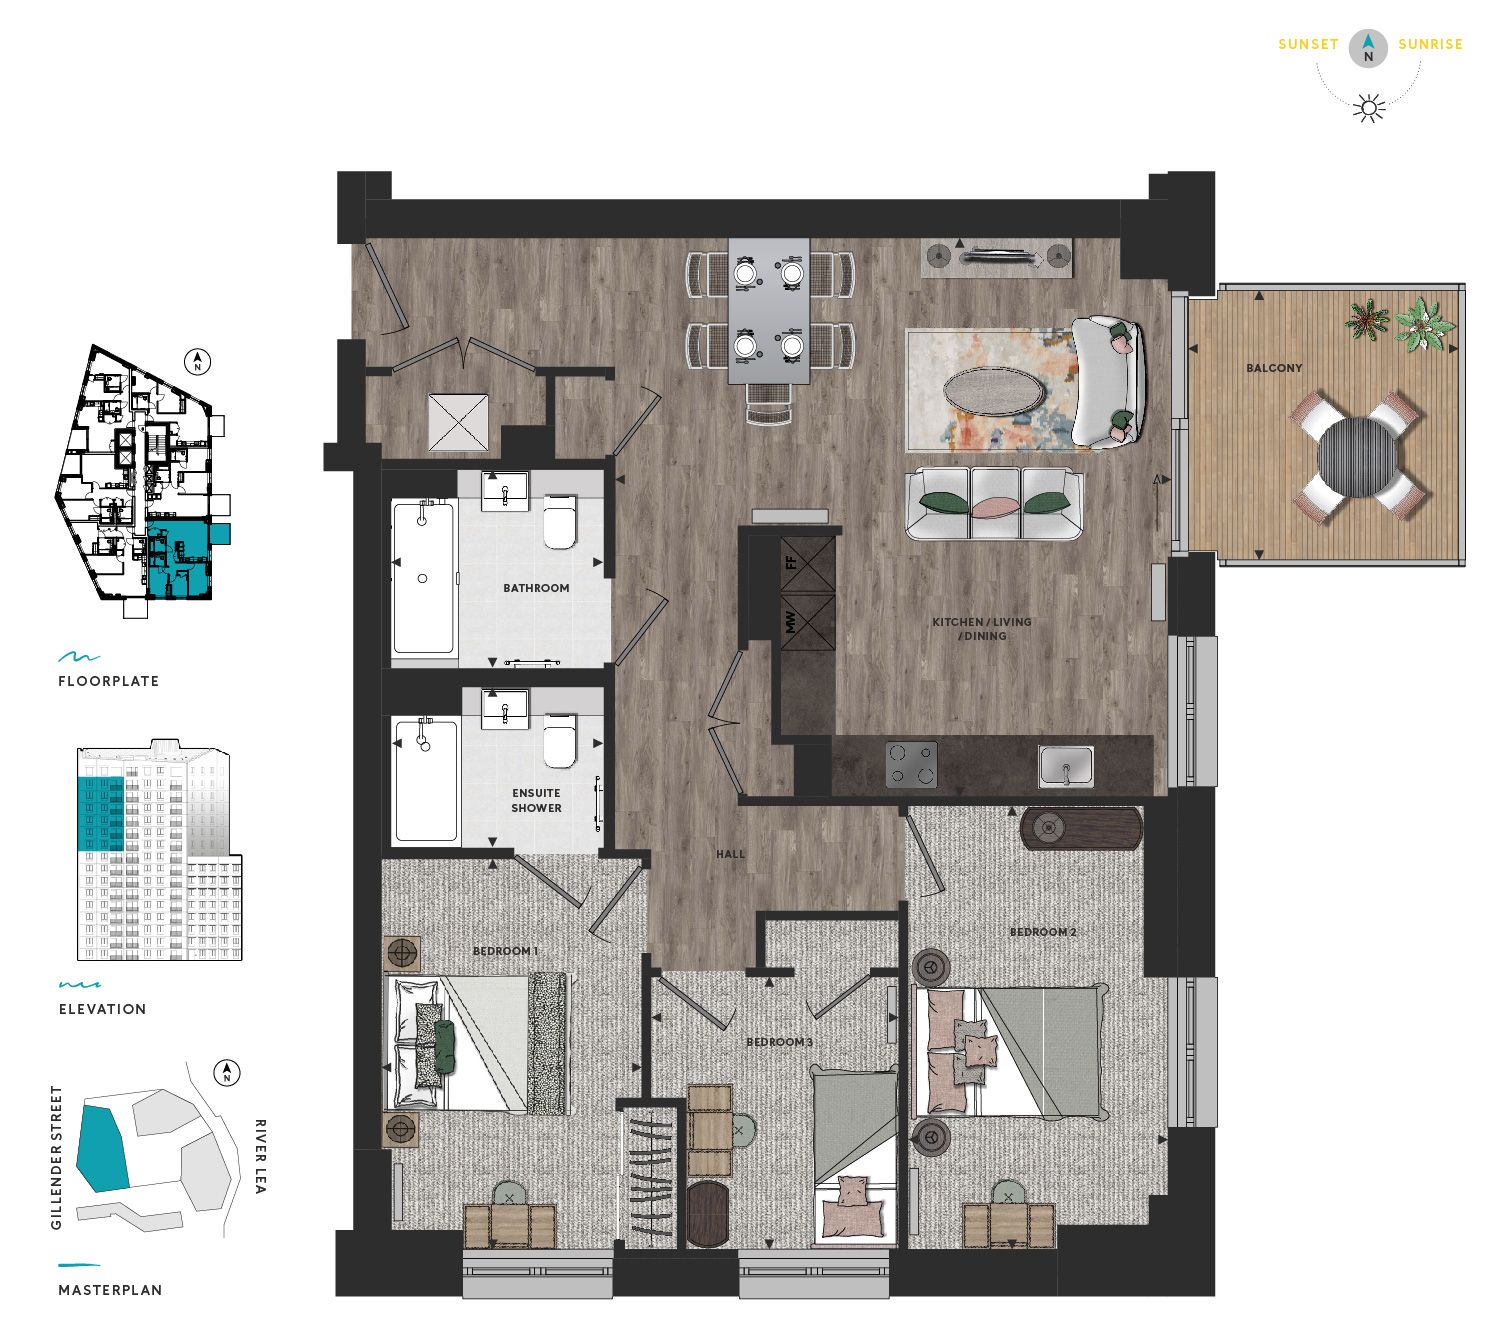 SUNSET
N
SUNRISE
BALCONY
N
FF
BATHROOM
MW
KITCHEN / LIVING
/ DINING
FLOORPLATE
ENSUITE
SHOWER
HALL
BEDROOM 1
BEDROOM 2
ELEVATION
BEDROOM 3
N
GILLENDER STREET
RIVER LEA
MASTERPLAN